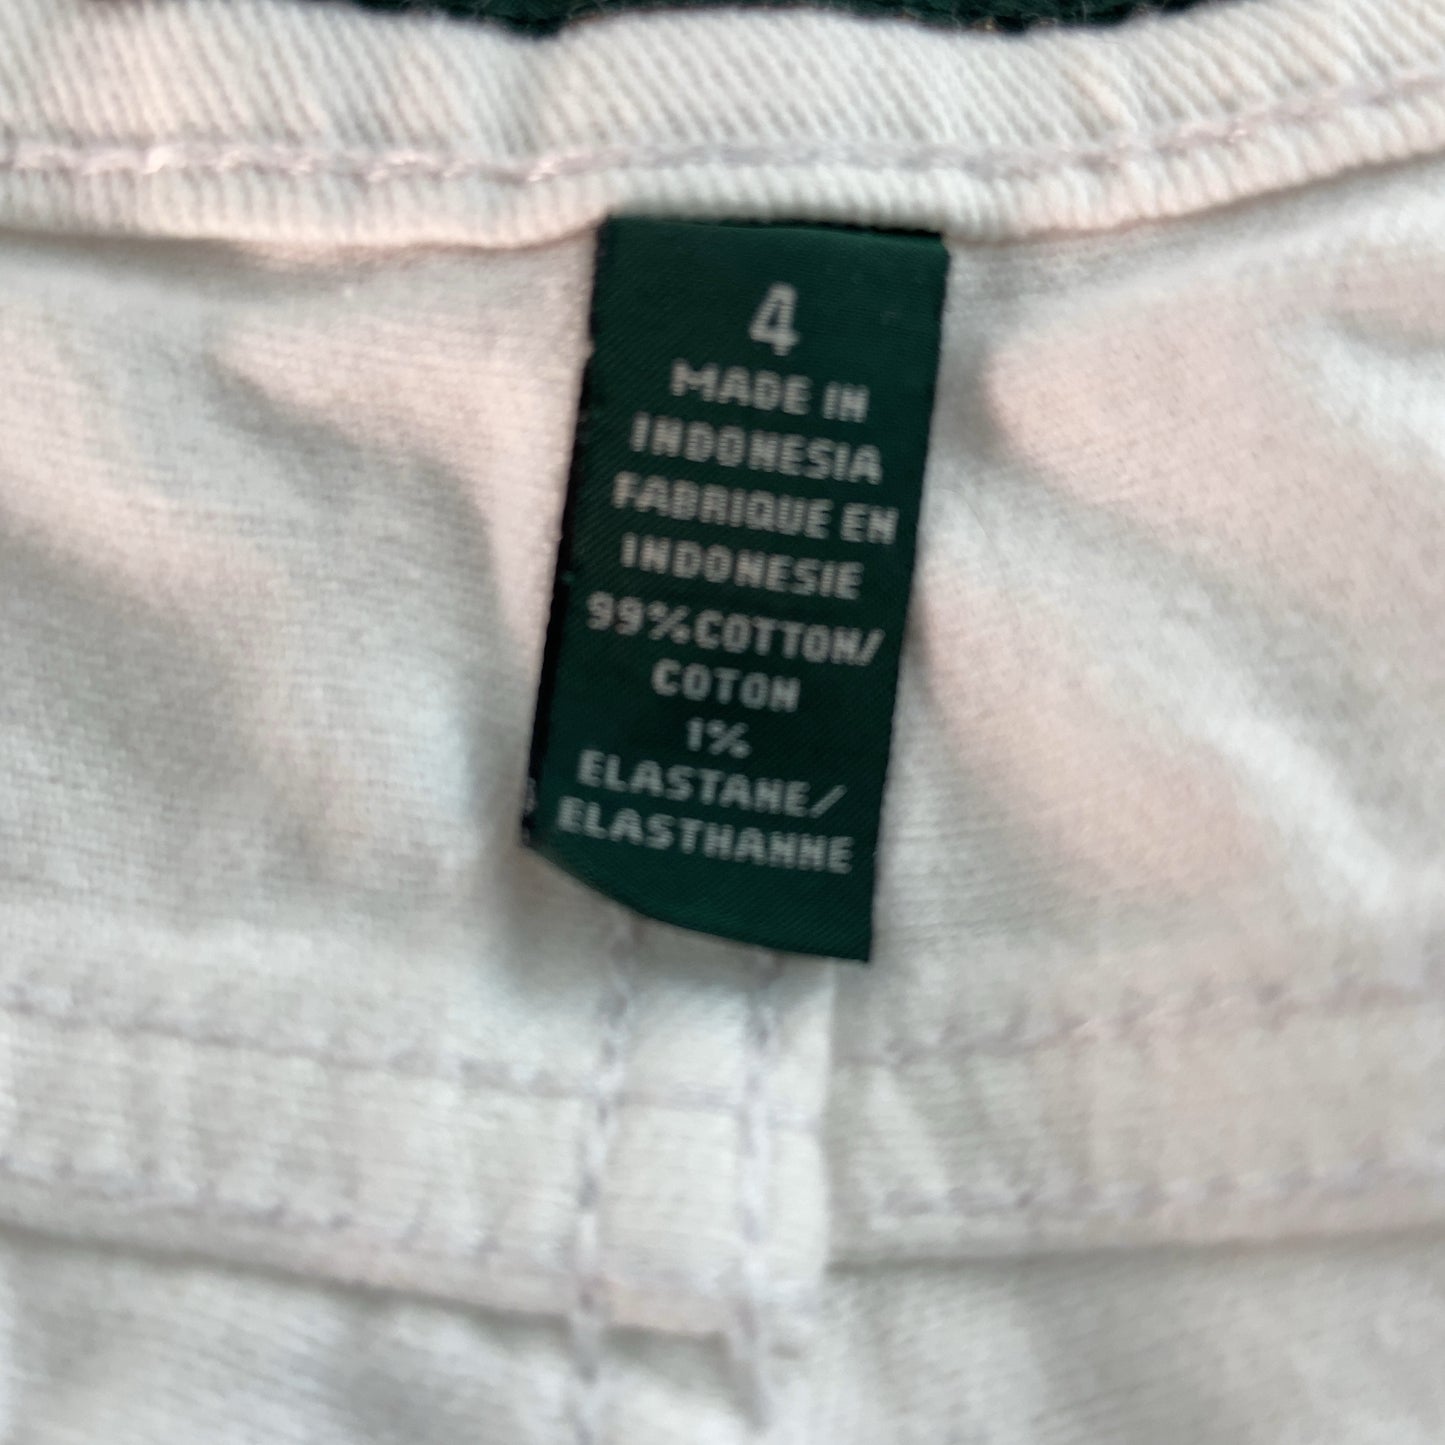 4
MADE IN
INDONESIA
FABRIQUE EN
INDONESIE
99% COTTON/
COTON
1%
ELASTANE/
ELASTHANNE